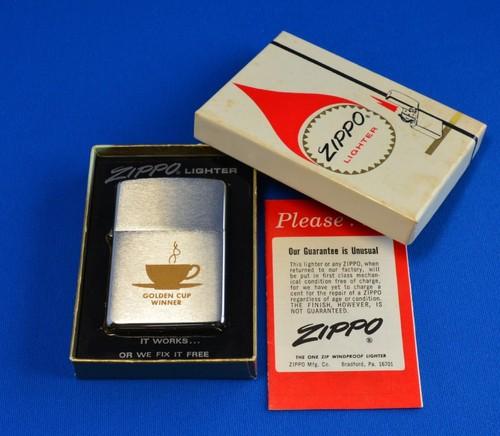 ZIPPO
LIGHTER
ZIPPO LIGHTER
GOLDEN CUP
WINNER
IT WORKS...
OR WE FIX IT FREE
Please
Our Guarantee is Unusual
This lighter or any ZIPPO, when
returned to our factory, will
be put in first class mechan-
ical condition free of charge,
for we have yet to charge a
cent for the repair of a ZIPPO
regardless of age or condition.
THE FINISH, HOWEVER, IS
NOT GUARANTEED.
ZIPPO
®
THE ONE ZIP WINDPROOF LIGHTER
ZIPPO Mfg. Co. Bradford, Pa. 16701